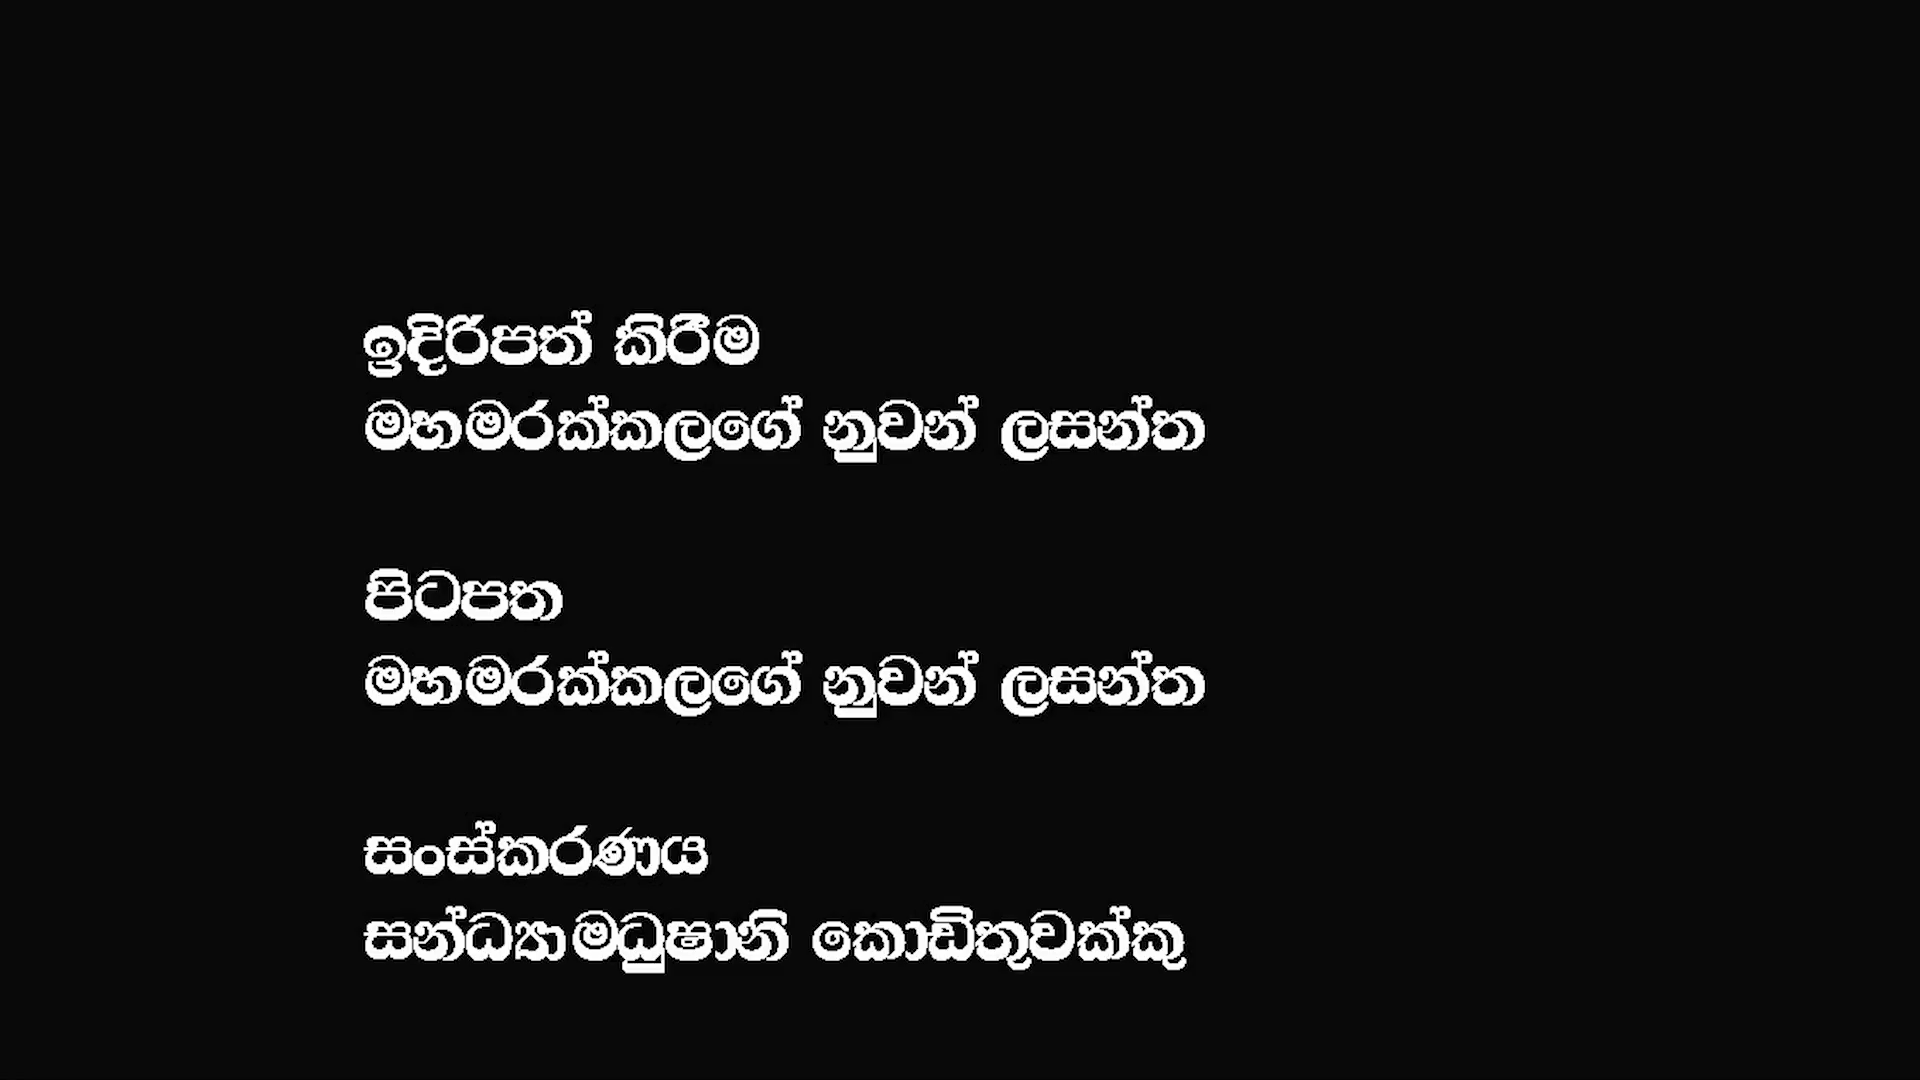 ඉදිරිපත් කිරීම
මහමරක්කලගේ නුවන් ලසන්ත
පිටපත
මහමරක්කලගේ නුවන් ලසන්ත
සංස්කරණය
සන්ධ්‍යාමධුෂානි කොඩිතුවක්කු